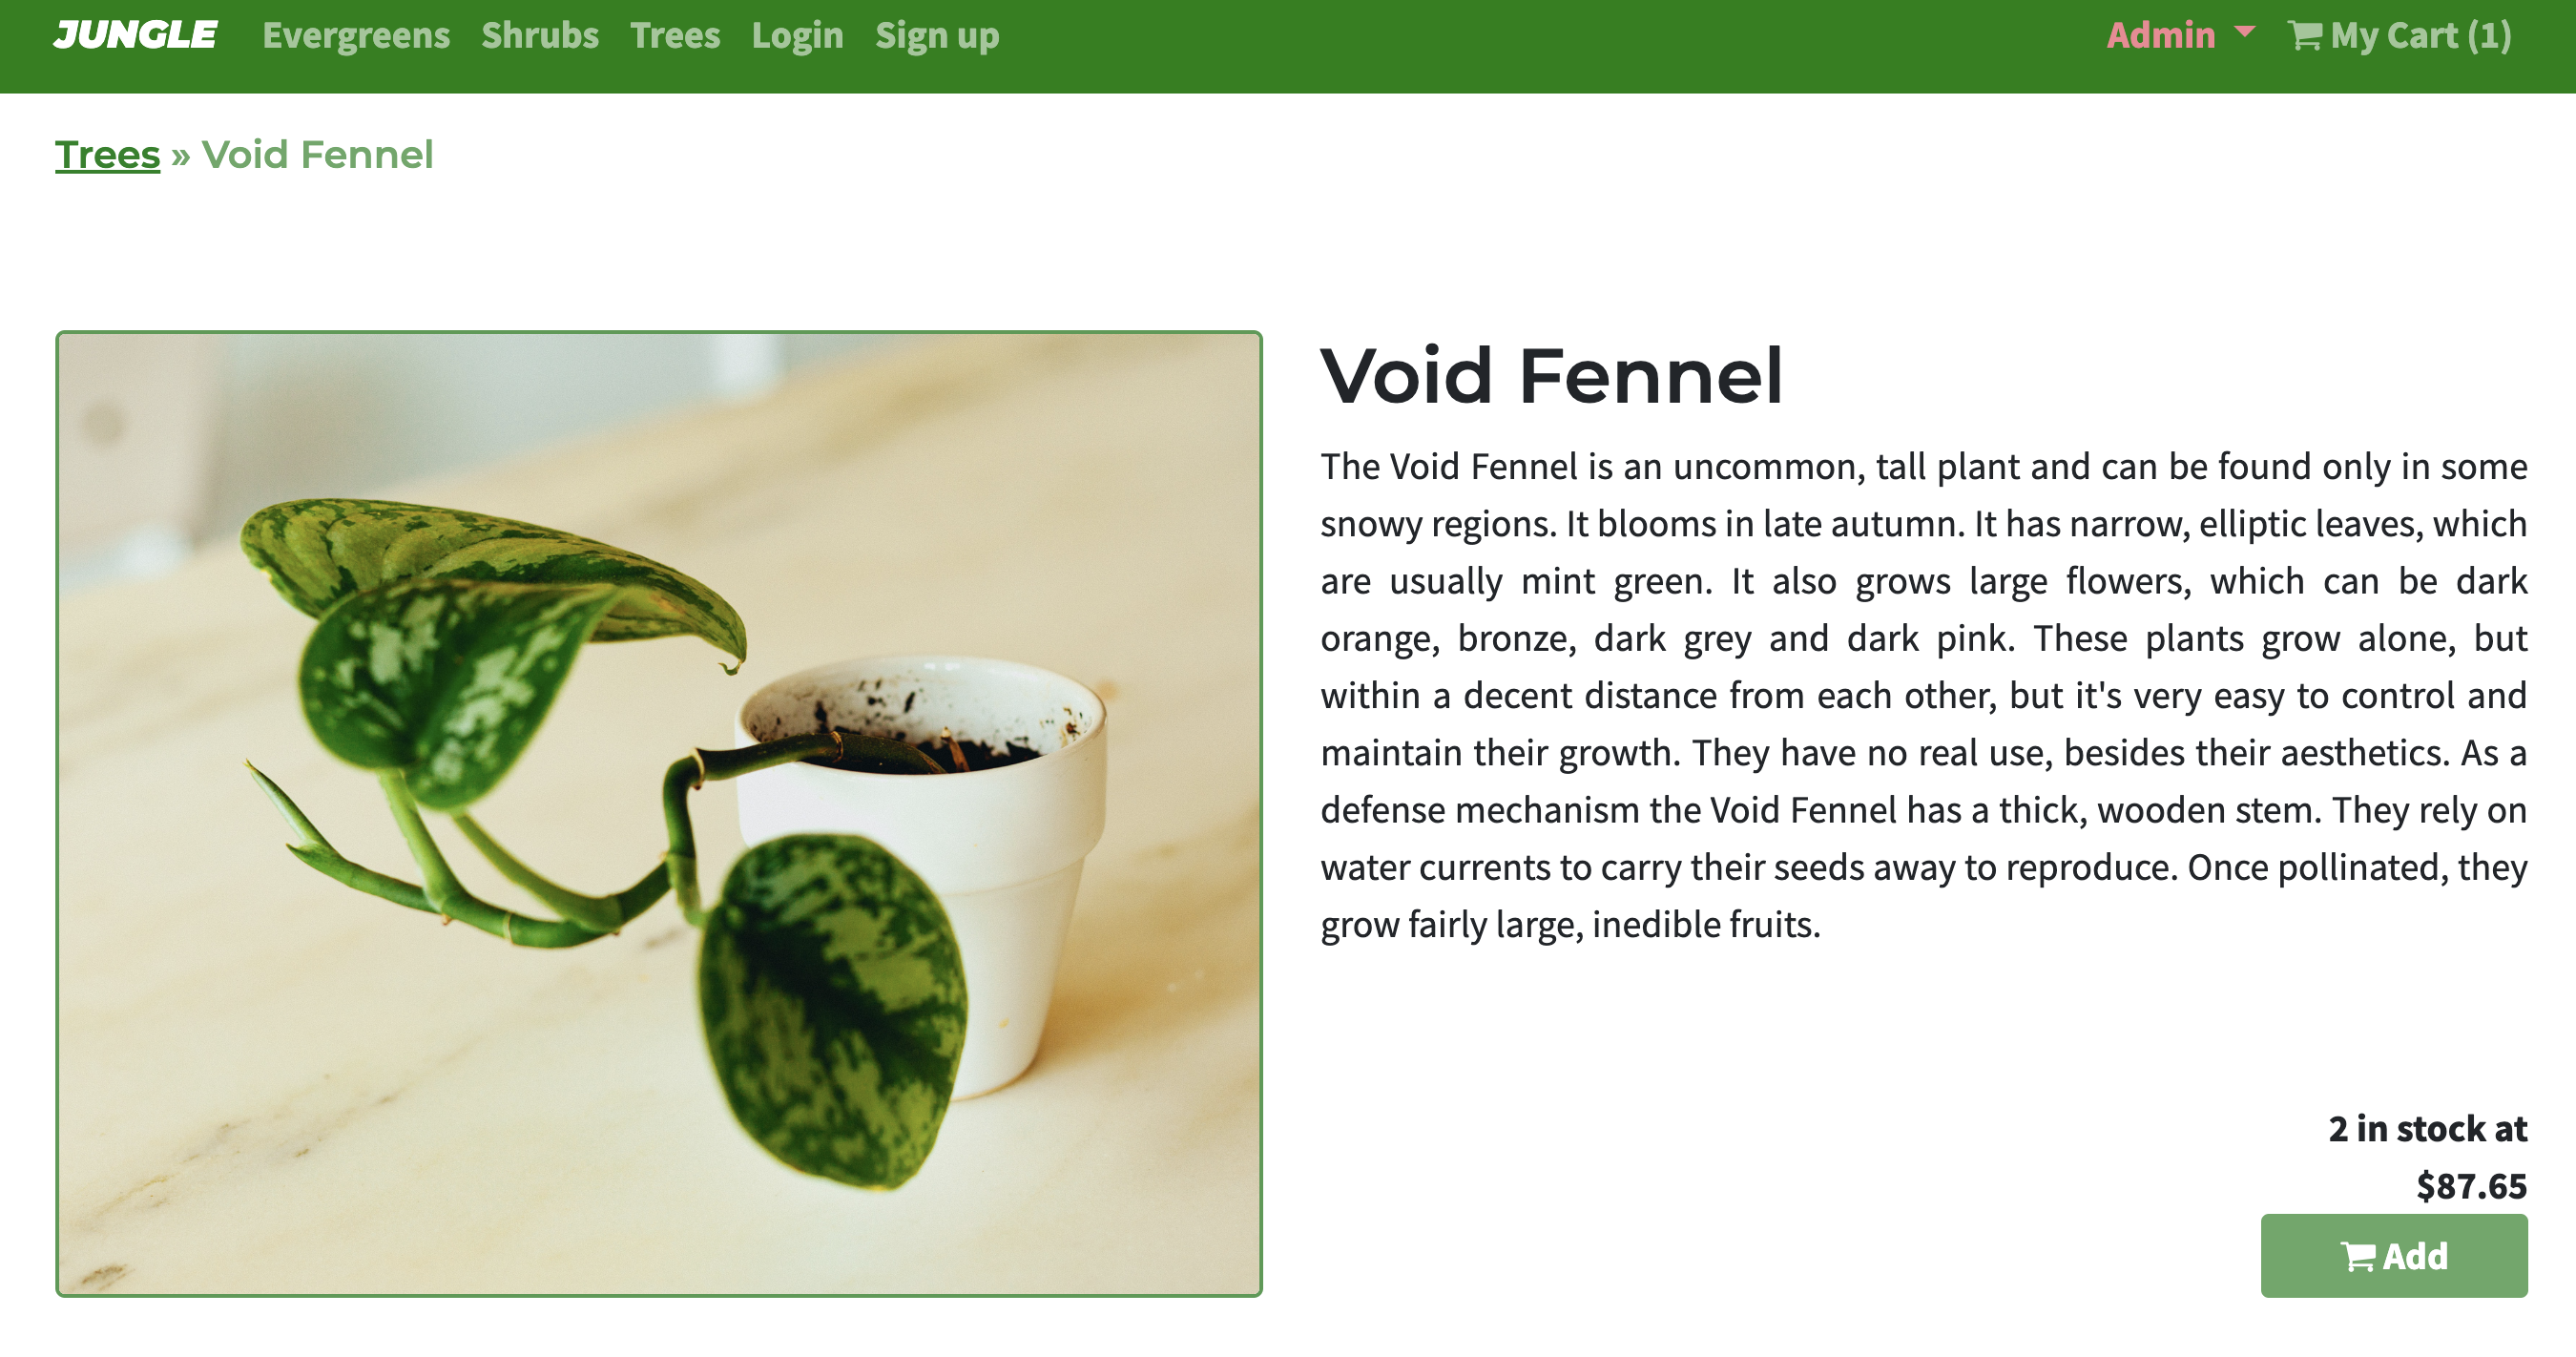 JUNGLE Evergreens Shrubs Trees Login Sign up Admin My Cart (1)
Trees » Void Fennel
Void Fennel
The Void Fennel is an uncommon, tall plant and can be found only in some
snowy regions. It blooms in late autumn. It has narrow, elliptic leaves, which
are usually mint green. It also grows large flowers, which can be dark
orange, bronze, dark grey and dark pink. These plants grow alone, but
within a decent distance from each other, but it's very easy to control and
maintain their growth. They have no real use, besides their aesthetics. As a
defense mechanism the Void Fennel has a thick, wooden stem. They rely on
water currents to carry their seeds away to reproduce. Once pollinated, they
grow fairly large, inedible fruits.
2 in stock at
$87.65
Add